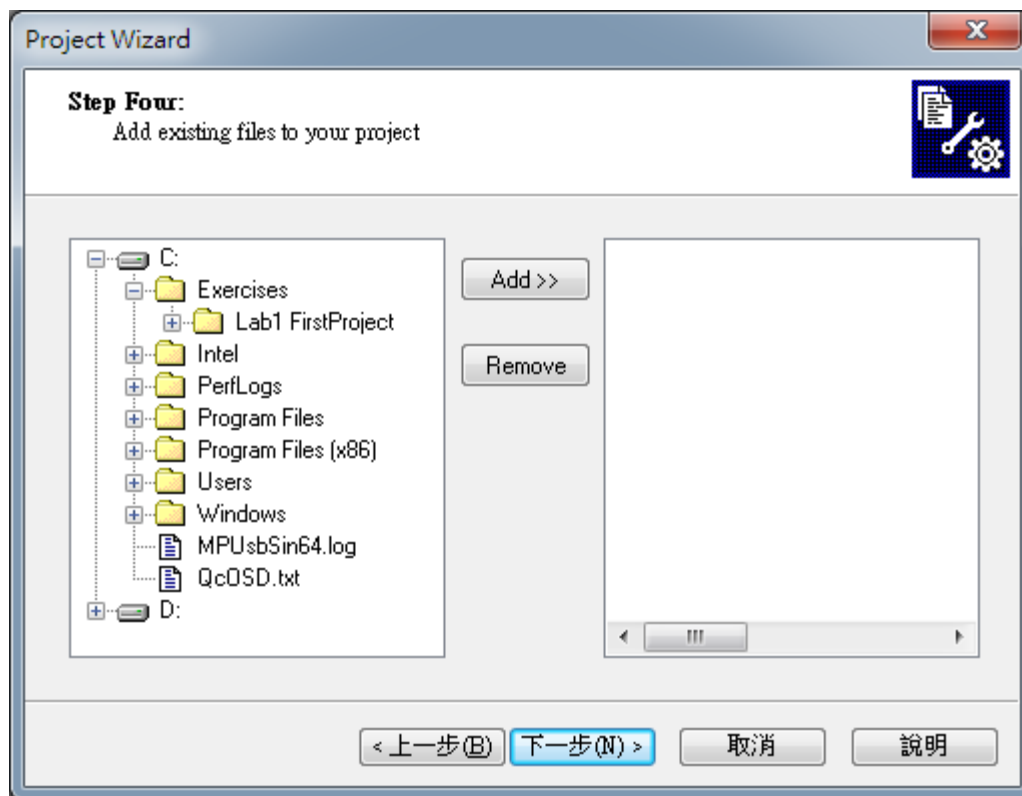 Project Wizard
Step Four:
Add existing files to your project
C:
Exercises
Lab1 FirstProject
Intel
PerfLogs
Program Files
Program Files (x86)
Users
Windows
MPUsbSin64.log
QcOSD.txt
D:
Add >>
Remove
< 上一步(B)
下一步(N) >
取消
說明